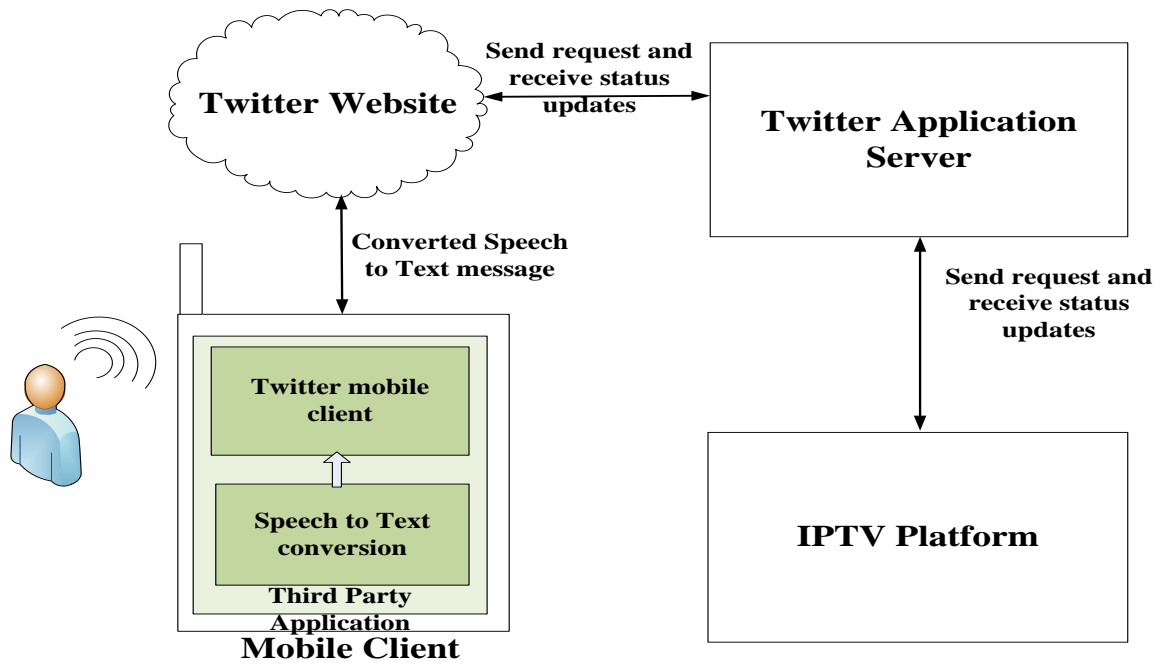 Send request and
receive status
updates
Twitter Website
Twitter Application
Server
Converted Speech
to Text message
Send request and
receive status
updates
Twitter mobile
client
Speech to Text
conversion
IPTV Platform
Third Party
Application
Mobile Client